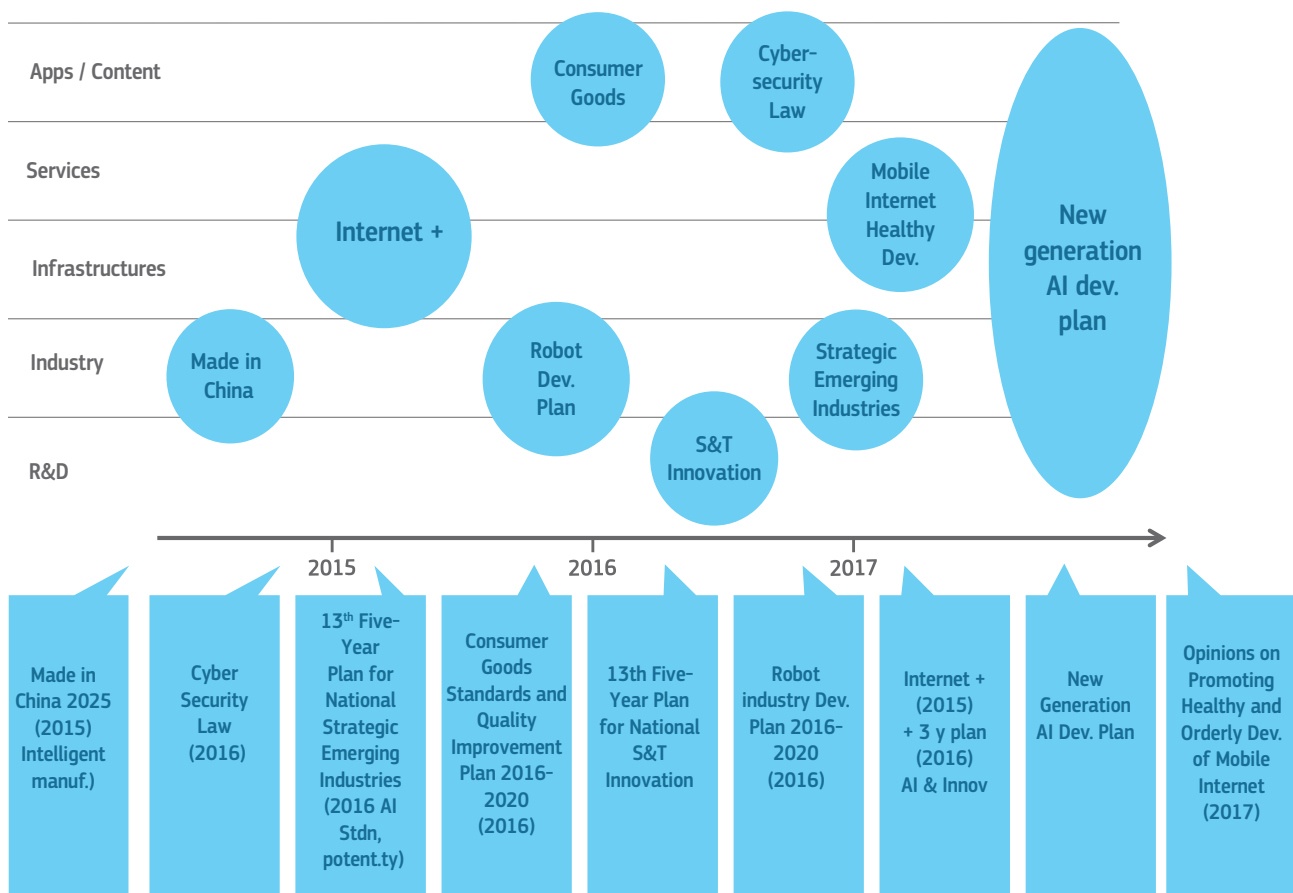 Apps / Content
Consumer
Goods
Cyber-
security
Law
Services
Mobile
Internet
Healthy
Dev.
Internet +
New
generation
AI dev.
plan
Infrastructures
Industry
Made in
China
Robot
Dev.
Plan
Strategic
Emerging
Industries
R&D
S&T
Innovation
2015
2016
2017
Made in
China 2025
(2015)
Intelligent
manuf.)
Cyber
Security
Law
(2016)
13th Five-
Year
Plan for
National
Strategic
Emerging
Industries
(2016 AI
Stdn,
potent.ty)
Consumer
Goods
Standards and
Quality
Improvement
Plan 2016-
2020
(2016)
13th Five-
Year Plan
for National
S&T
Innovation
Robot
industry Dev.
Plan 2016-
2020
(2016)
Internet +
(2015)
+ 3 y plan
(2016)
AI & Innov
New
Generation
AI Dev. Plan
Opinions on
Promoting
Healthy and
Orderly Dev.
of Mobile
Internet
(2017)